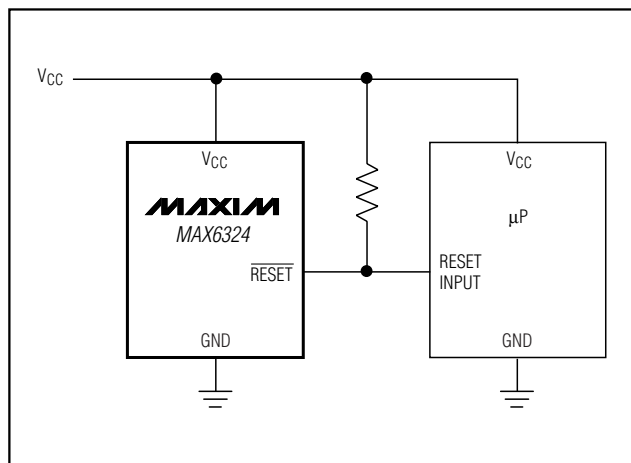 VCC
VCC
MAXIM
MAX6324
RESET
GND
VCC
μP
RESET
INPUT
GND